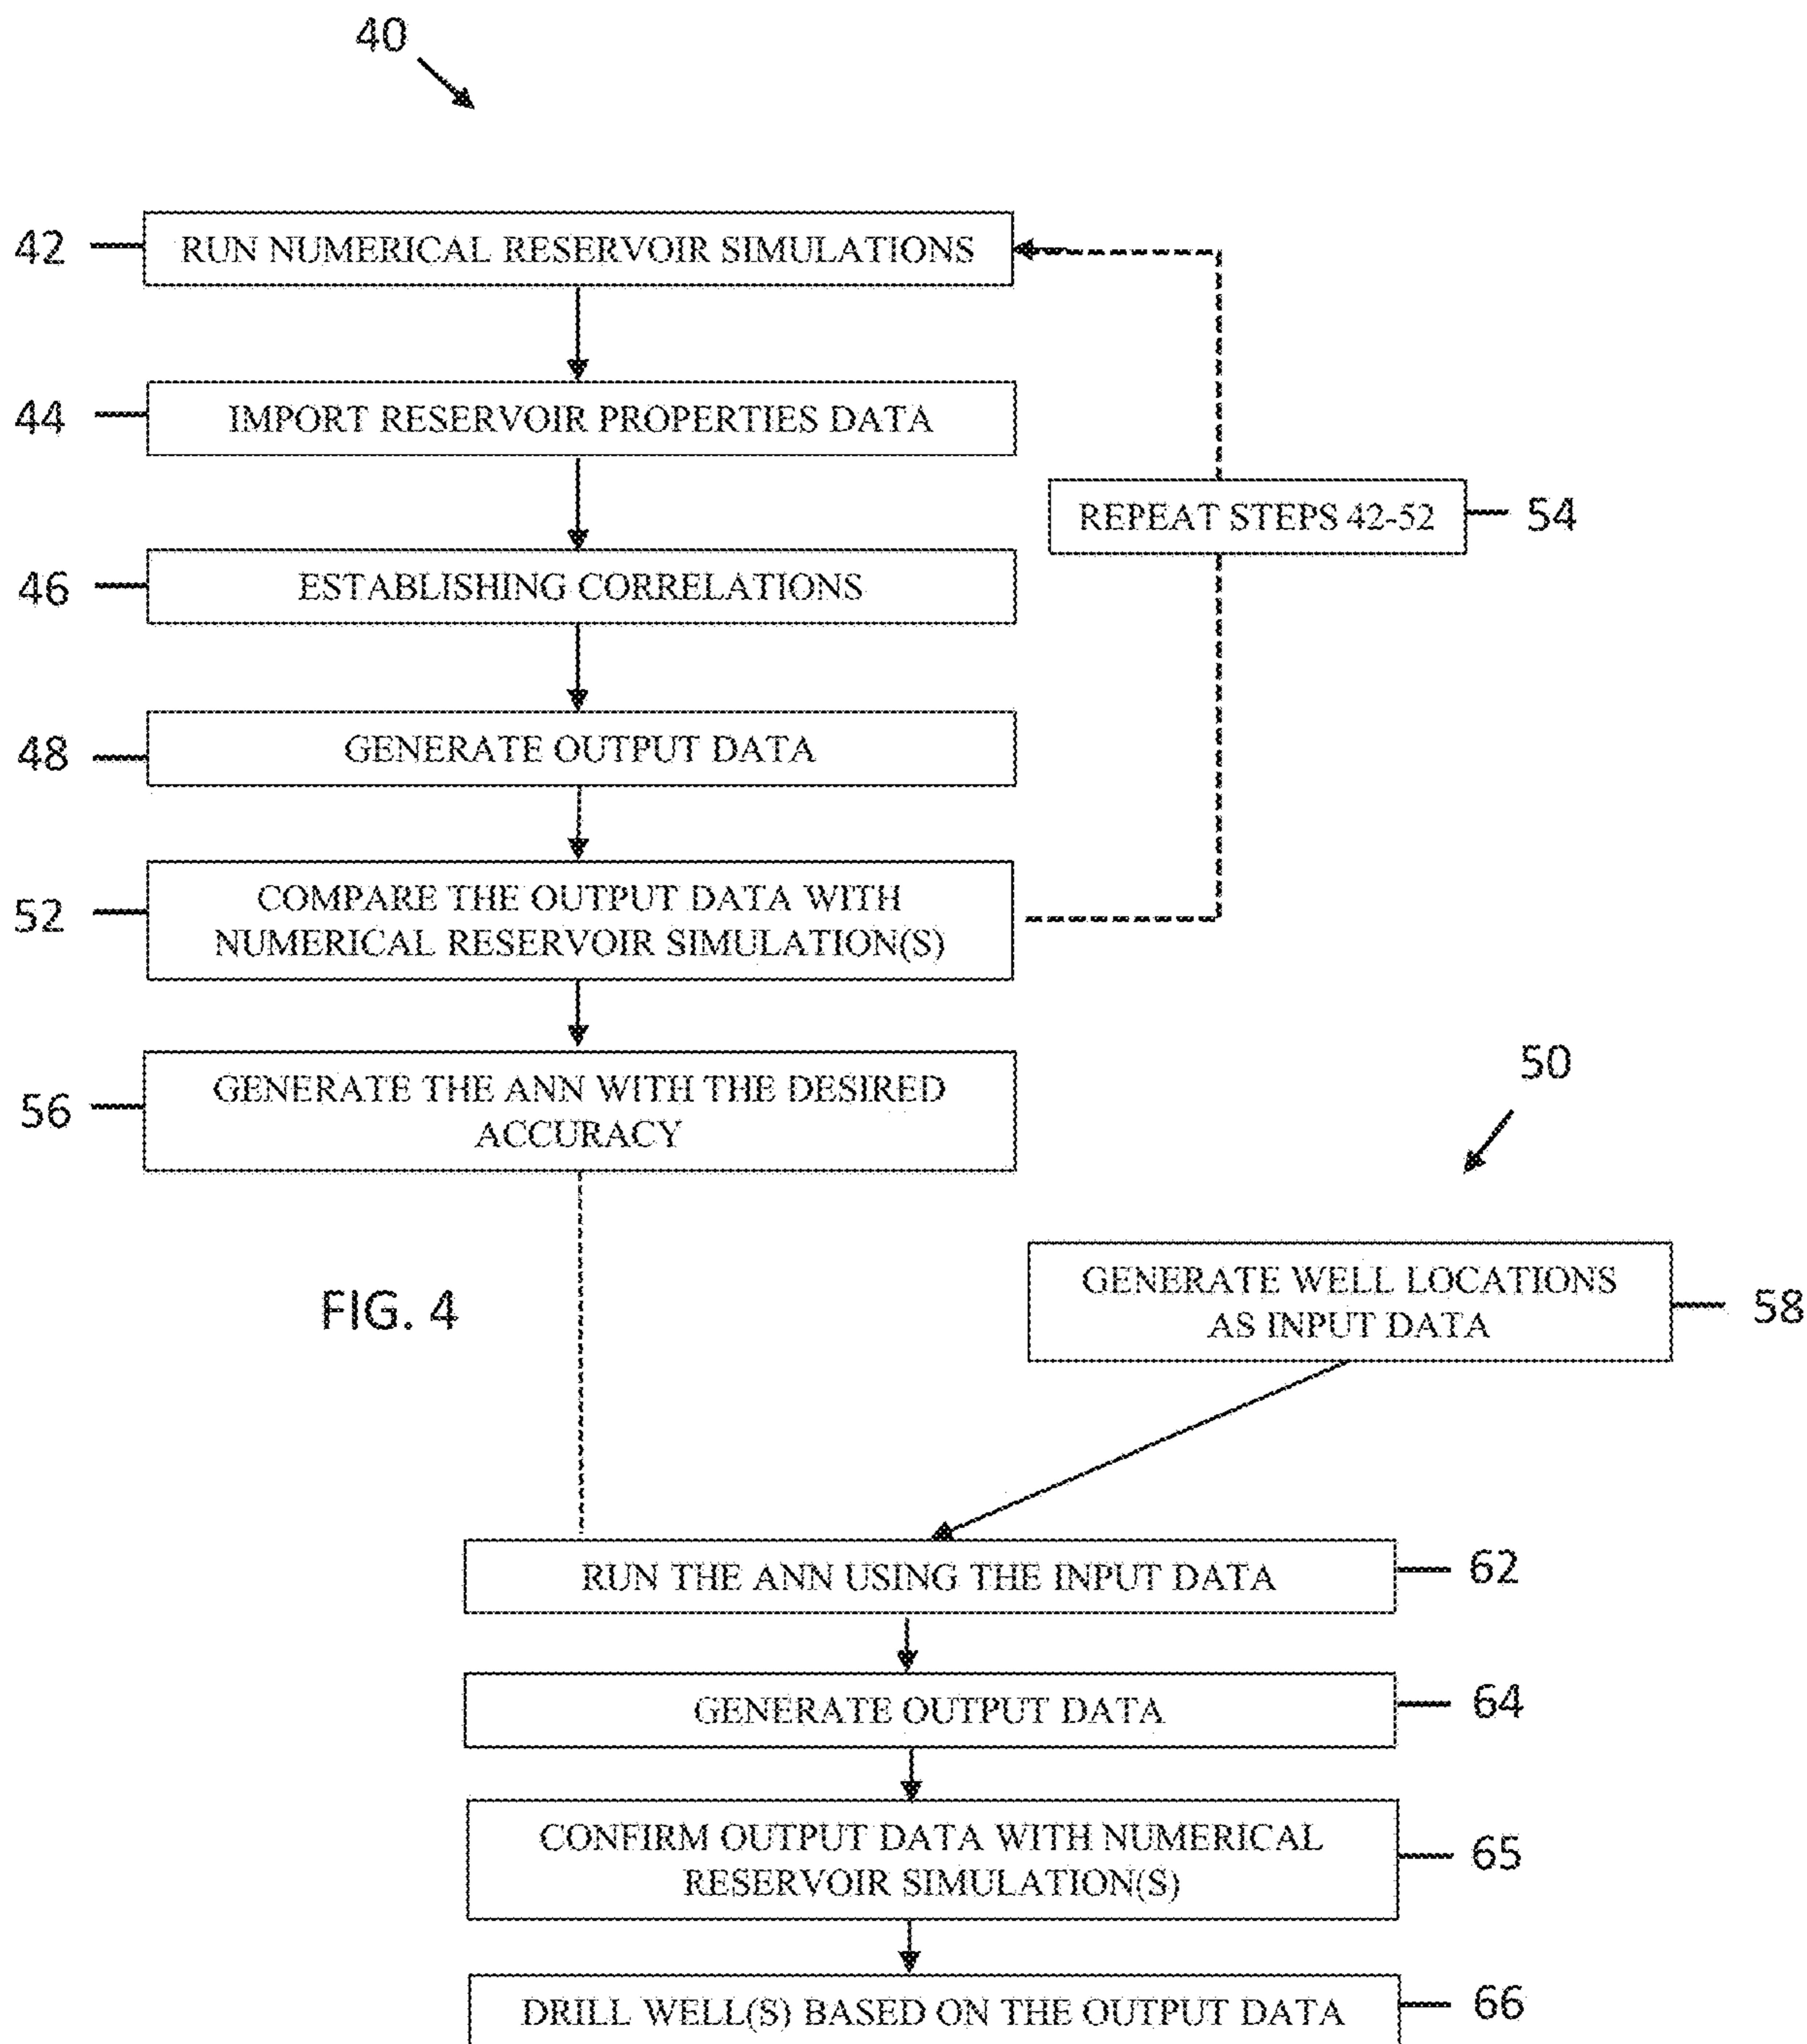 40
42
RUN NUMERICAL RESERVOIR SIMULATIONS
44
IMPORT RESERVOIR PROPERTIES DATA
REPEAT STEPS 42-52
54
46
ESTABLISHING CORRELATIONS
48
GENERATE OUTPUT DATA
52
COMPARE THE OUTPUT DATA WITH
NUMERICAL RESERVOIR SIMULATION(S)
56
GENERATE THE ANN WITH THE DESIRED
ACCURACY
50
FIG. 4
GENERATE WELL LOCATIONS
AS INPUT DATA
58
RUN THE ANN USING THE INPUT DATA
62
GENERATE OUTPUT DATA
64
CONFIRM OUTPUT DATA WITH NUMERICAL
RESERVOIR SIMULATION(S)
65
DRILL WELL(S) BASED ON THE OUTPUT DATA
66